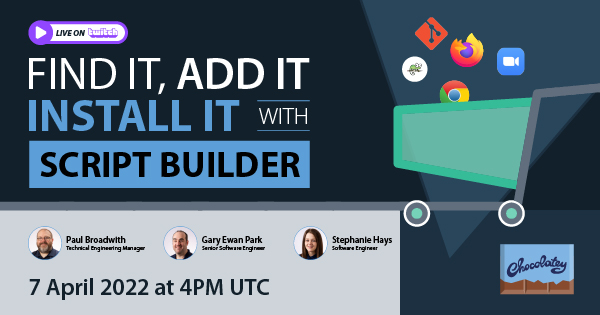 LIVE ON twitch
FIND IT, ADD IT
INSTALL IT WITH
SCRIPT BUILDER
Paul Broadwith
Technical Engineering Manager
Gary Ewan Park
Senior Software Engineer
Stephanie Hays
Software Engineer
7 April 2022 at 4PM UTC
Chocolatey